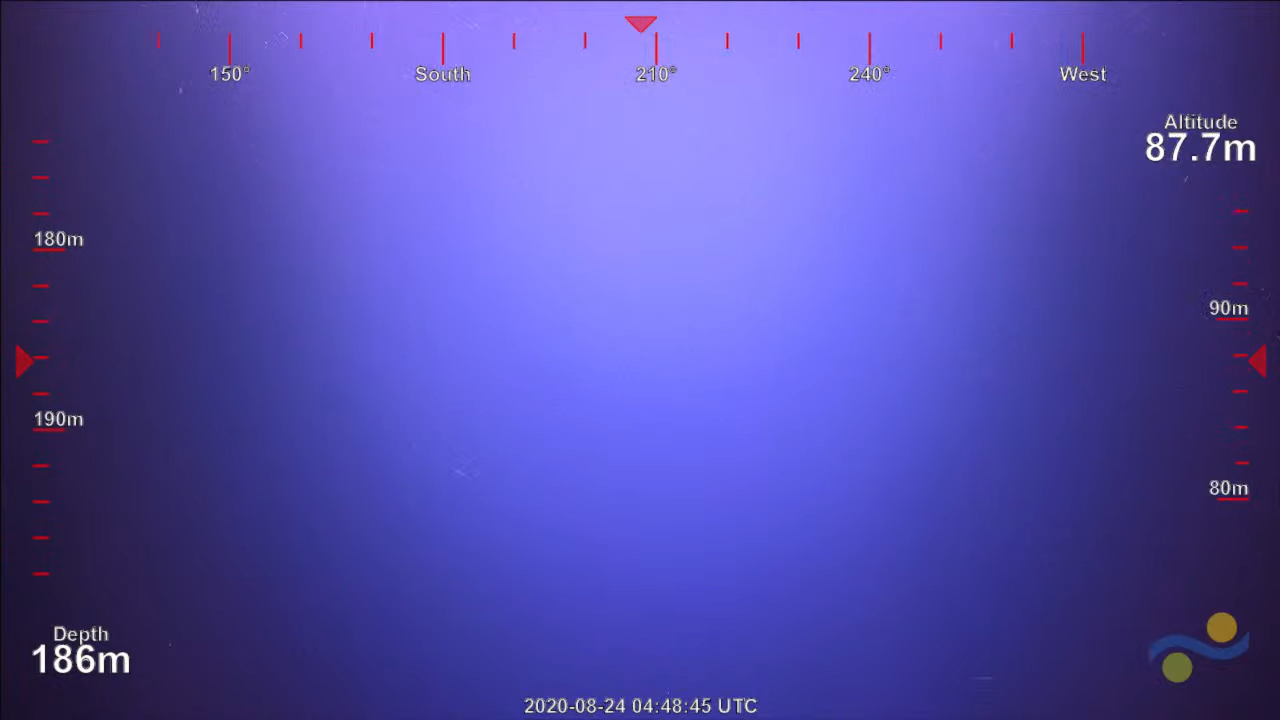 150°
South
210°
240°
West
Altitude
87.7m
180m
90m
190m
80m
Depth
186m
2020-08-24 04:48:45 UTC